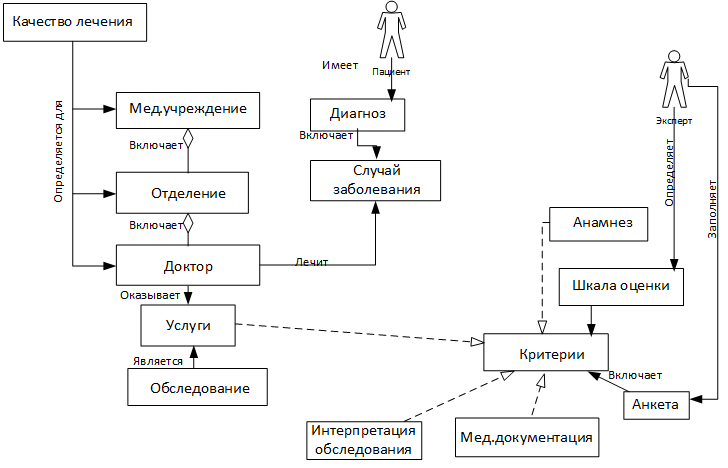 Качество лечения
Имеет
Пациент
Эксперт
Мед.учреждение
Диагноз
Включает
Включает
Определяется для
Отделение
Случай
заболевания
Определяет
Заполняет
Включает
Анамнез
Доктор
Лечит
Шкала оценки
Оказывает
Услуги
Критерии
Является
Обследование
Включает
Анкета
Интерпретация
обследования
Мед.документация